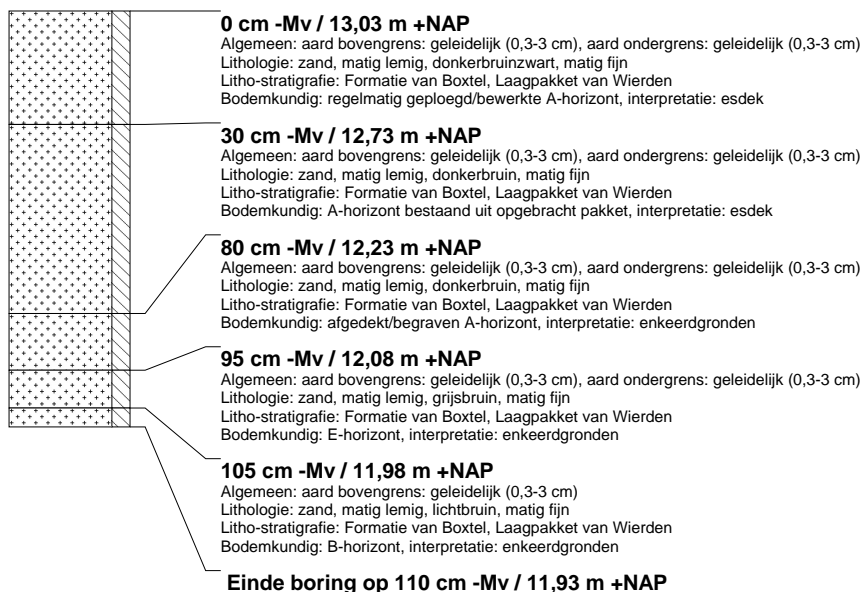 0 cm -Mv / 13,03 m +NAP
Algemeen: aard bovengrens: geleidelijk (0,3-3 cm), aard ondergrens: geleidelijk (0,3-3 cm)
Lithologie: zand, matig lemig, donkerbruinzwart, matig fijn
Litho-stratigrafie: Formatie van Boxtel, Laagpakket van Wierden
Bodemkundig: regelmatig geploegd/bewerkte A-horizont, interpretatie: esdek
30 cm -Mv / 12,73 m +NAP
Algemeen: aard bovengrens: geleidelijk (0,3-3 cm), aard ondergrens: geleidelijk (0,3-3 cm)
Lithologie: zand, matig lemig, donkerbruin, matig fijn
Litho-stratigrafie: Formatie van Boxtel, Laagpakket van Wierden
Bodemkundig: A-horizont bestaand uit opgebracht pakket, interpretatie: esdek
80 cm -Mv / 12,23 m +NAP
Algemeen: aard bovengrens: geleidelijk (0,3-3 cm), aard ondergrens: geleidelijk (0,3-3 cm)
Lithologie: zand, matig lemig, donkerbruin, matig fijn
Litho-stratigrafie: Formatie van Boxtel, Laagpakket van Wierden
Bodemkundig: afgedekt/begraven A-horizont, interpretatie: enkeerdgronden
95 cm -Mv / 12,08 m +NAP
Algemeen: aard bovengrens: geleidelijk (0,3-3 cm), aard ondergrens: geleidelijk (0,3-3 cm)
Lithologie: zand, matig lemig, grijsbruin, matig fijn
Litho-stratigrafie: Formatie van Boxtel, Laagpakket van Wierden
Bodemkundig: E-horizont, interpretatie: enkeerdgronden
105 cm -Mv / 11,98 m +NAP
Algemeen: aard bovengrens: geleidelijk (0,3-3 cm)
Lithologie: zand, matig lemig, lichtbruin, matig fijn
Litho-stratigrafie: Formatie van Boxtel, Laagpakket van Wierden
Bodemkundig: B-horizont, interpretatie: enkeerdgronden
Einde boring op 110 cm -Mv / 11,93 m +NAP